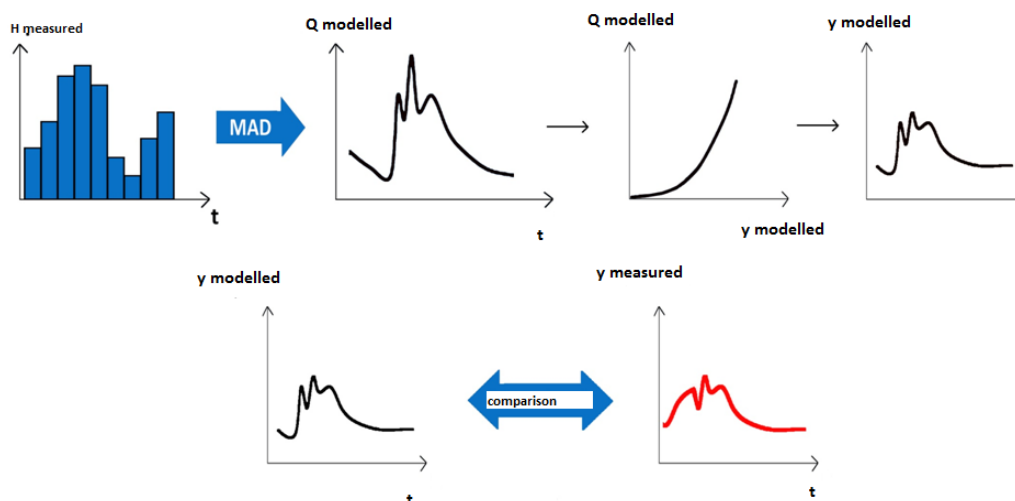 H measured
Q modelled
Q modelled
y modelled
MAD
t
t
y modelled
y modelled
y measured
comparison
t
t